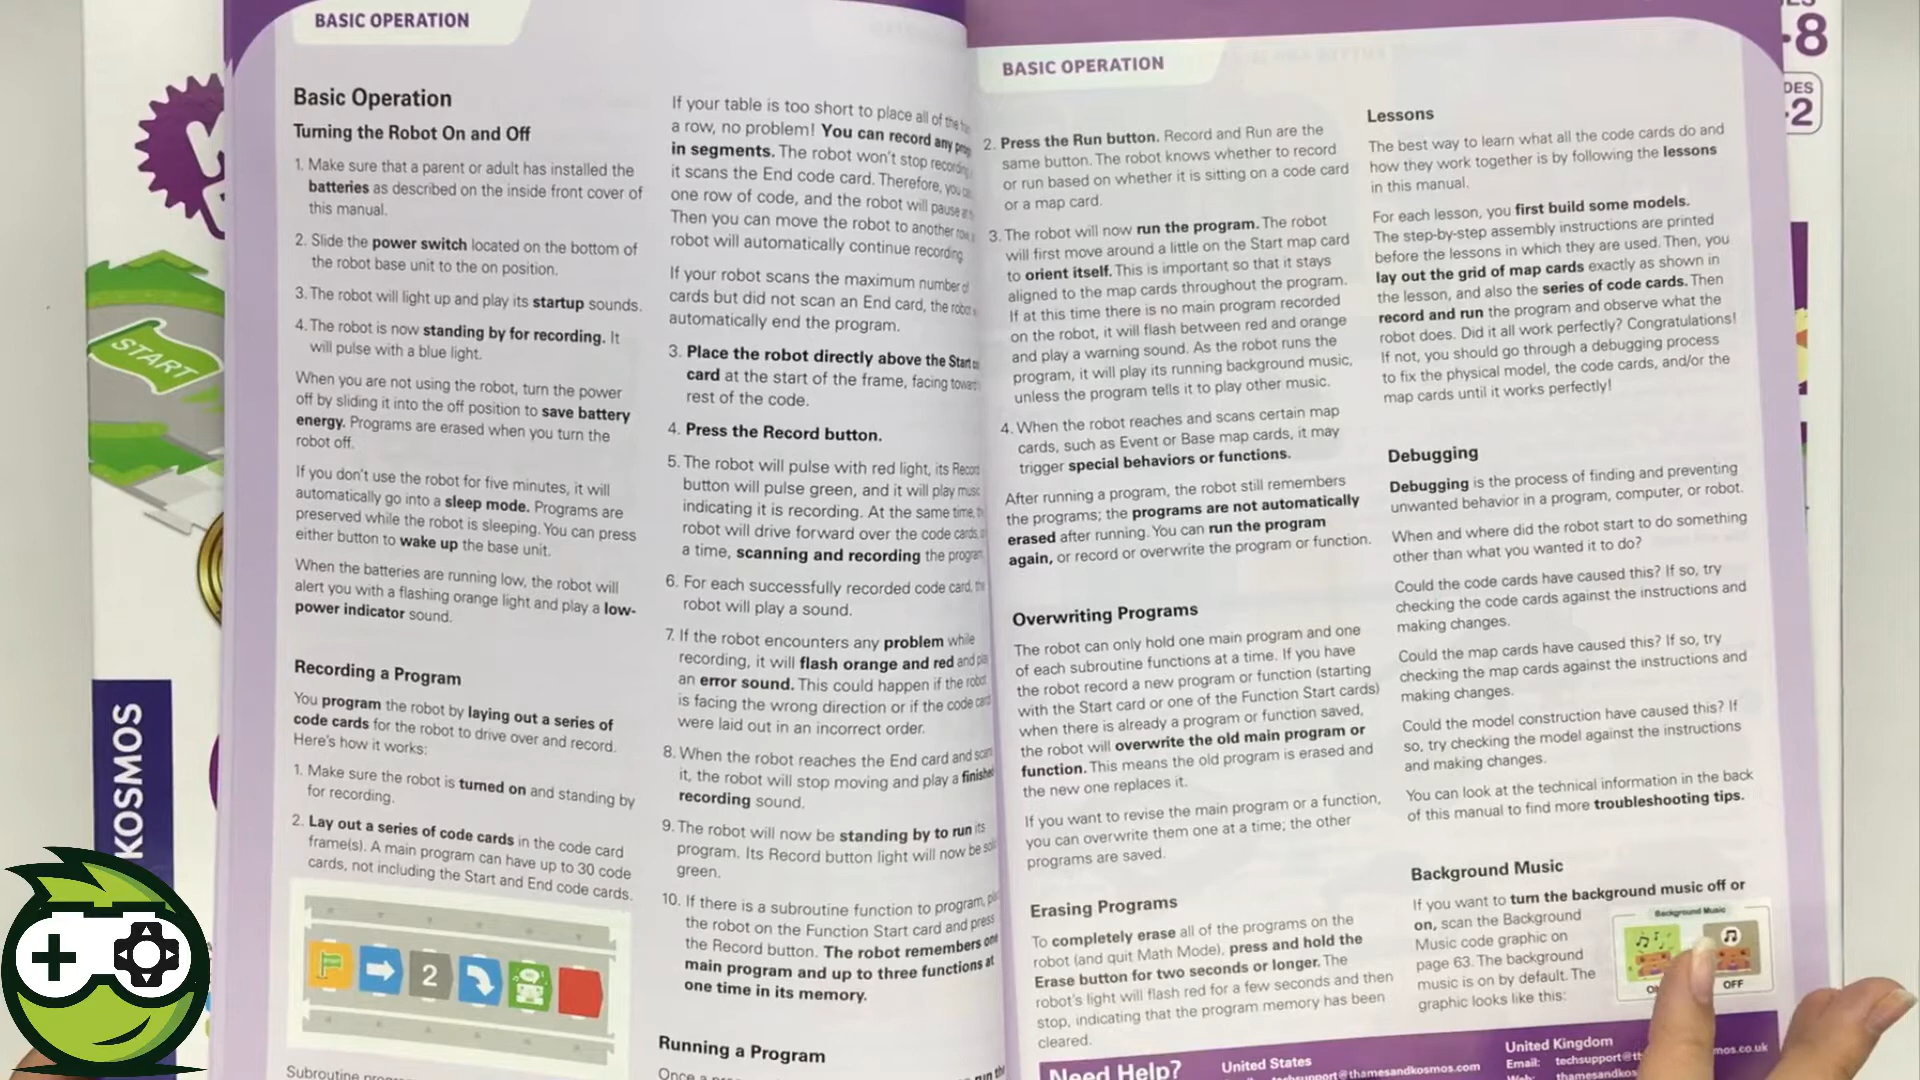 BASIC OPERATION
Basic Operation
Turning the Robot On and Off
1. Make sure that a parent or adult has installed the
batteries as described on the inside front cover of
this manual.
2. Slide the power switch located on the bottom of
the robot base unit to the on position.
3. The robot will light up and play its startup sounds.
4. The robot is now standing by for recording. It
will pulse with a blue light.
When you are not using the robot, turn the power
off by sliding it into the off position to save battery
energy. Programs are erased when you turn the
robot off.
If you don't use the robot for five minutes, it will
automatically go into a sleep mode. Programs are
preserved while the robot is sleeping. You can press
either button to wake up the base unit.
When the batteries are running low, the robot will
alert you with a flashing orange light and play a low-
power indicator sound.
Recording a Program
You program the robot by laying out a series of
code cards for the robot to drive over and record.
Here's how it works:
1. Make sure the robot is turned on and standing by
for recording.
2. Lay out a series of code cards in the code card
frame(s). A main program can have up to 30 code
cards, not including the Start and End code cards.
2
Subroutine
If your table is too short to place all of the
a row, no problem! You can record any
in segments. The robot won't stop recording
it scans the End code card. Therefore, you
one row of code, and the robot will pause
Then you can move the robot to another
robot will automatically continue recording
If your robot scans the maximum number
cards but did not scan an End card, the robot
automatically end the program.
3. Place the robot directly above the Start
card at the start of the frame, facing
rest of the code.
4. Press the Record button.
5. The robot will pulse with red light, its Record
button will pulse green, and it will play music
indicating it is recording. At the same time,
robot will drive forward over the code cards,
a time, scanning and recording the program
6. For each successfully recorded code card, the
robot will play a sound.
7. If the robot encounters any problem while
recording, it will flash orange and red and
an error sound. This could happen if the robot
is facing the wrong direction or if the code
were laid out in an incorrect order.
8. When the robot reaches the End card and
it, the robot will stop moving and play a finished
recording sound.
9. The robot will now be standing by to run its
program. Its Record button light will now be
green.
10. If there is a subroutine function to program,
the robot on the Function Start card and press
the Record button. The robot remembers one
main program and up to three functions at
one time in its memory.
Running a Program
Once a
BASIC OPERATION
2. Press the Run button. Record and Run are the
same button. The robot knows whether to record
or run based on whether it is sitting on a code card
or a map card.
3. The robot will now run the program. The robot
will first move around a little on the Start map card
to orient itself. This is important so that it stays
aligned to the map cards throughout the program.
If at this time there is no main program recorded
on the robot, it will flash between red and orange
and play a warning sound. As the robot runs the
program, it will play its running background music,
unless the program tells it to play other music.
4. When the robot reaches and scans certain map
cards, such as Event or Base map cards, it may
trigger special behaviors or functions.
After running a program, the robot still remembers
the programs; the programs are not automatically
erased after running. You can run the program
again, or record or overwrite the program or function.
Overwriting Programs
The robot can only hold one main program and one
of each subroutine functions at a time. If you have
the robot record a new program or function (starting
with the Start card or one of the Function Start cards)
when there is already a program or function saved,
the robot will overwrite the old main program or
function. This means the old program is erased and
the new one replaces it.
If you want to revise the main program or a function,
you can overwrite them one at a time; the other
programs are saved.
Erasing Programs
To completely erase all of the programs on the
robot (and quit Math Mode), press and hold the
Erase button for two seconds or longer. The
robot's light will flash red for a few seconds and then
stop, indicating that the program memory has been
cleared.
Lessons
The best way to learn what all the code cards do and
how they work together is by following the lessons
in this manual.
For each lesson, you first build some models.
The step-by-step assembly instructions are printed
before the lessons in which they are used. Then, you
lay out the grid of map cards exactly as shown in
the lesson, and also the series of code cards. Then
record and run the program and observe what the
robot does. Did it all work perfectly? Congratulations!
If not, you should go through a debugging process
to fix the physical model, the code cards, and/or the
map cards until it works perfectly!
Debugging
Debugging is the process of finding and preventing
unwanted behavior in a program, computer, or robot.
When and where did the robot start to do something
other than what you wanted it to do?
Could the code cards have caused this? If so, try
checking the code cards against the instructions and
making changes.
Could the map cards have caused this? If so, try
checking the map cards against the instructions and
making changes.
Could the model construction have caused this? If
so, try checking the model against the instructions
and making changes.
You can look at the technical information in the back
of this manual to find more troubleshooting tips.
Background Music
If you want to turn the background music off or
on, scan the Background
Music code graphic on
page 63. The background
music is on by default. The
graphic looks like this:
Background Music
OFF
Need Help?
United States
United Kingdom
Email:
START
KOSMOS
8
2